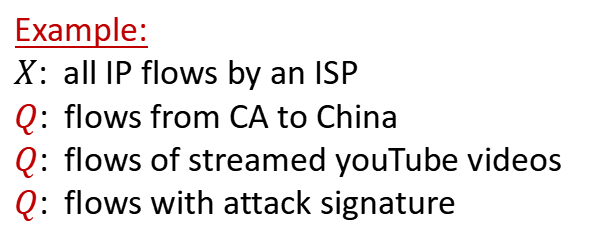 Example:
X: all IP flows by an ISP
Q: flows from CA to China
Q: flows of streamed youTube videos
Q: flows with attack signature